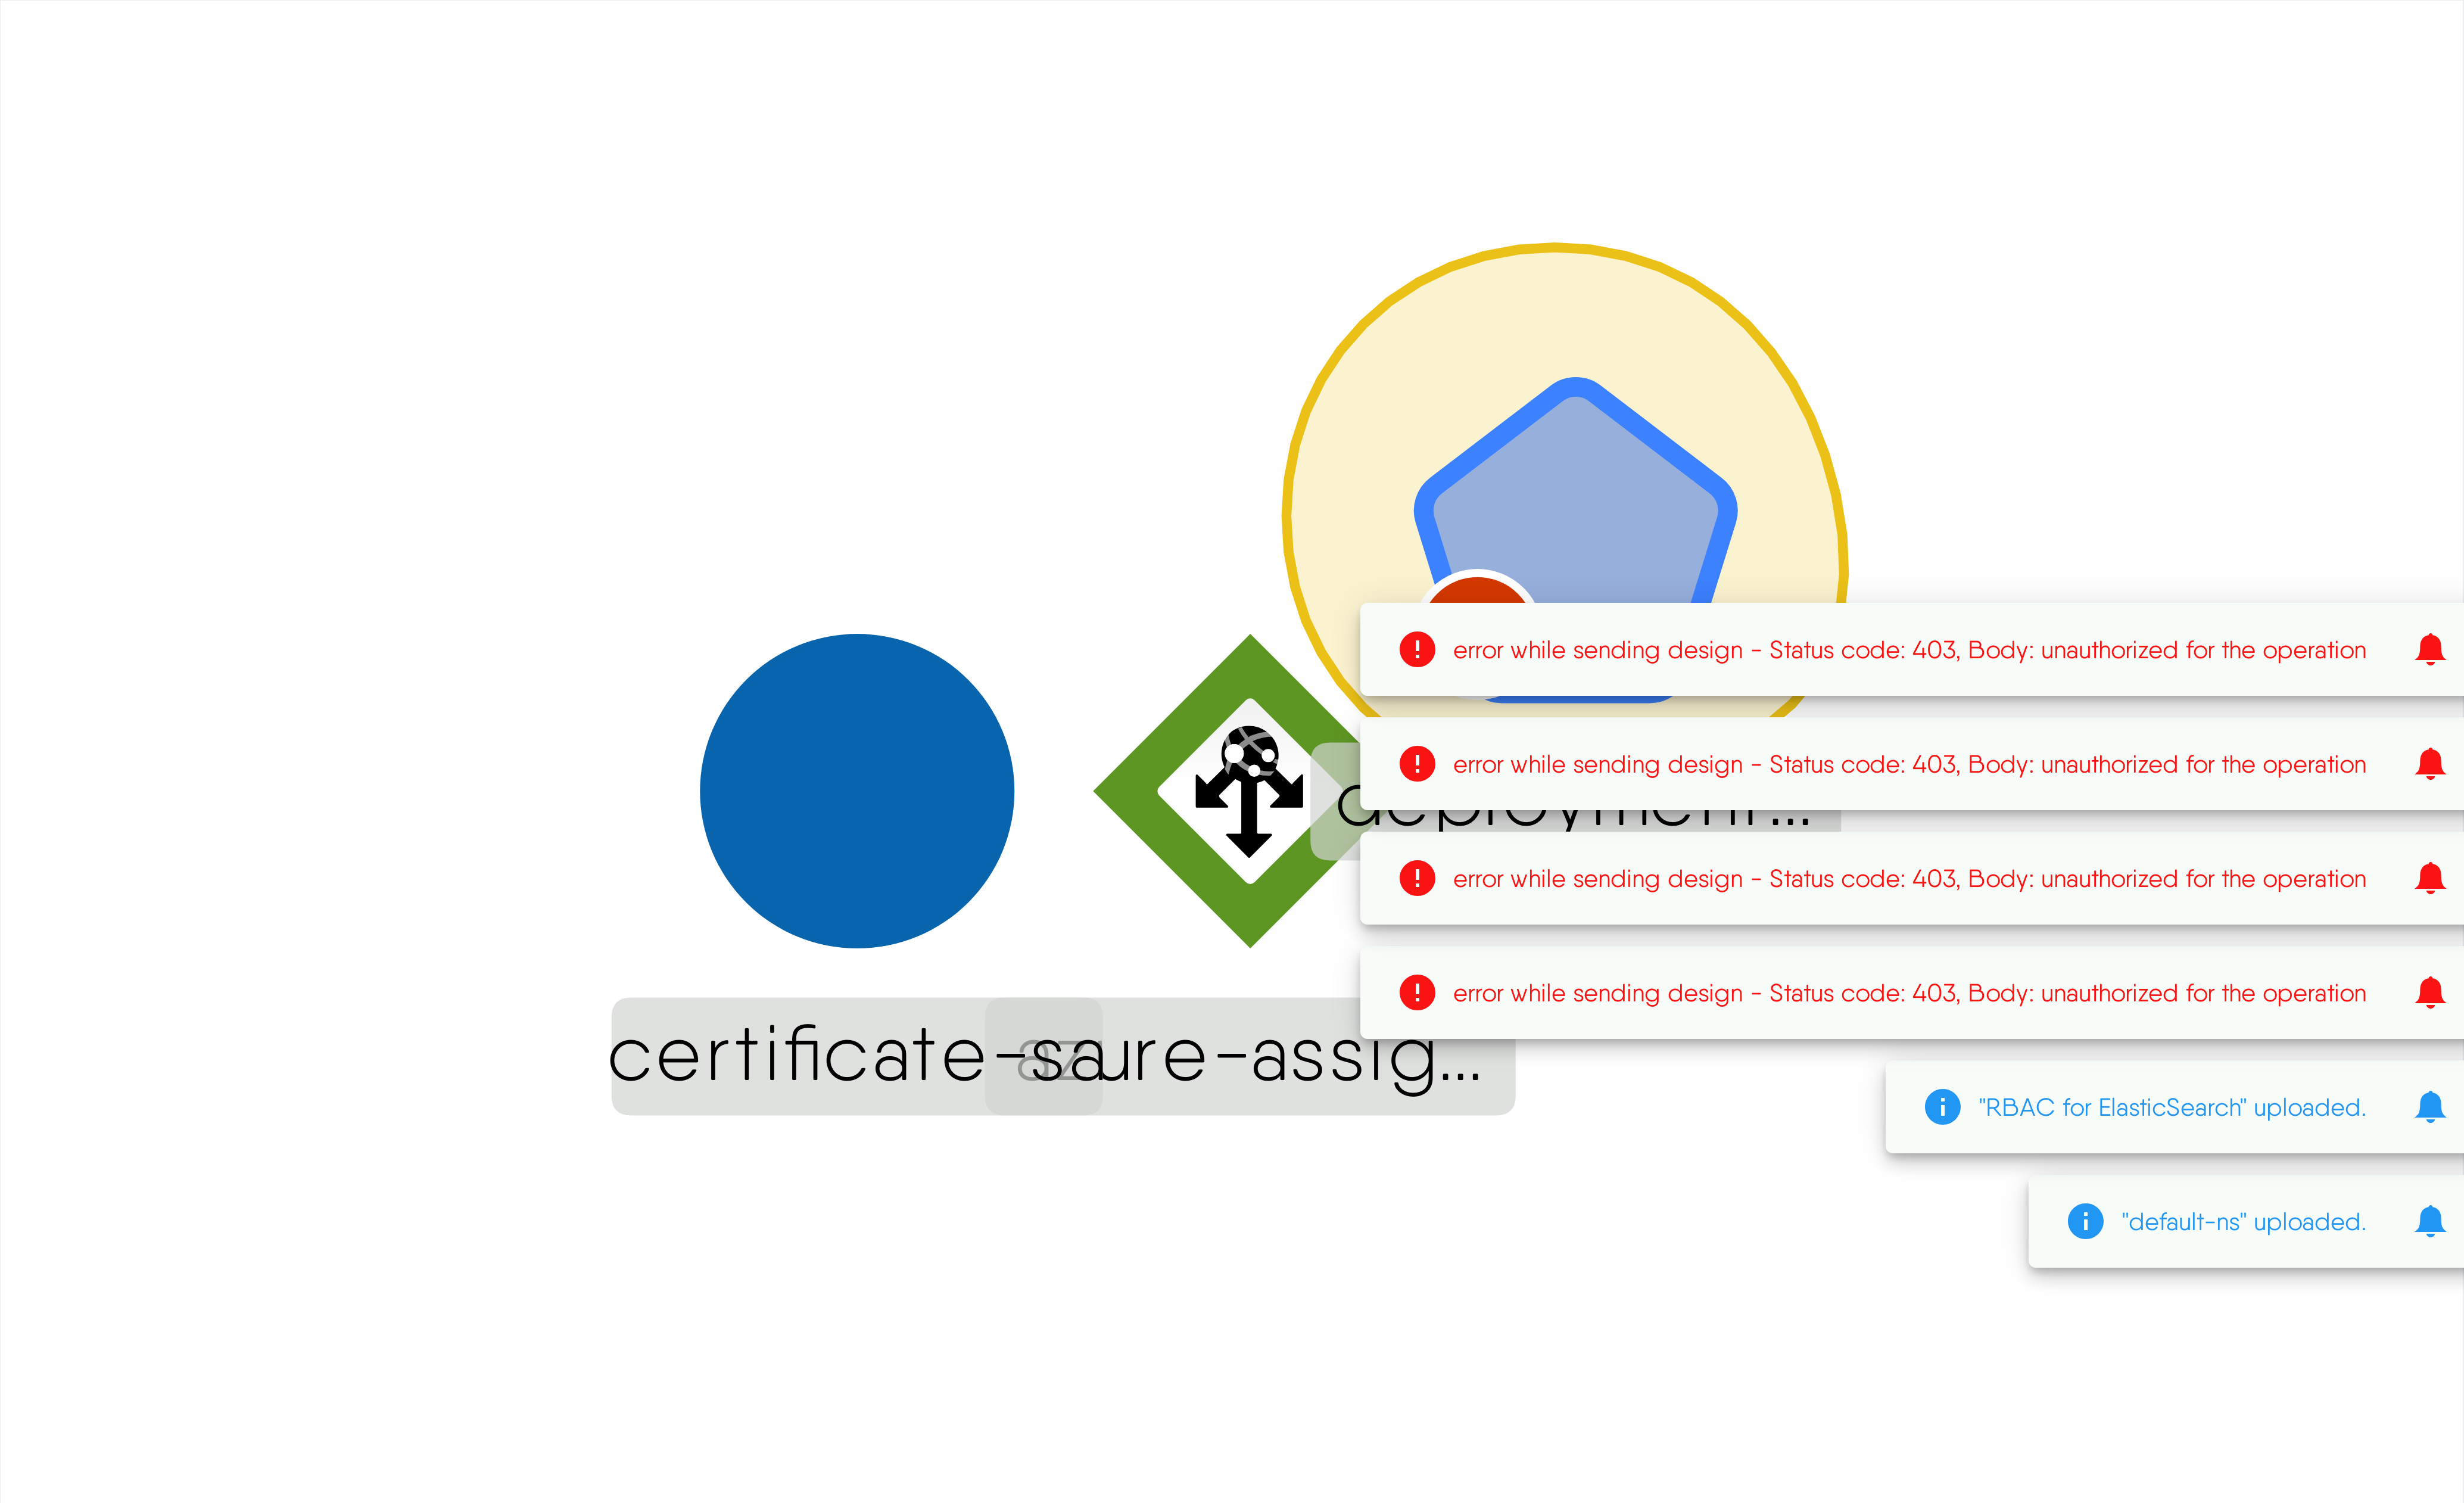 error while sending design - Status code: 403, Body: unauthorized for the operation
error while sending design - Status code: 403, Body: unauthorized for the operation
deployment...
error while sending design - Status code: 403, Body: unauthorized for the operation
error while sending design - Status code: 403, Body: unauthorized for the operation
certificate-sa
azure-assig...
"RBAC for ElasticSearch" uploaded.
"default-ns" uploaded.